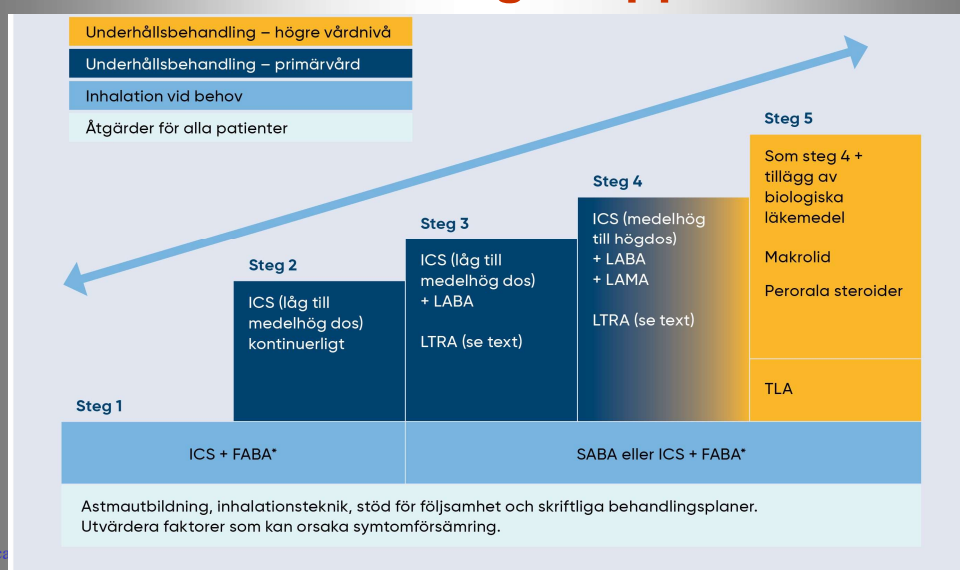 Underhållsbehandling – högre vårdnivå
Underhållsbehandling – primärvård
Inhalation vid behov
Åtgärder för alla patienter
Steg 1
Steg 2
ICS (låg till
medelhög dos)
kontinuerligt
Steg 3
ICS (låg till
medelhög dos)
+ LABA
LTRA (se text)
Steg 4
ICS (medelhög
till högdos)
+ LABA
+ LAMA
LTRA (se text)
Steg 5
Som steg 4 +
tillägg av
biologiska
läkemedel
Makrolid
Perorala steroider
TLA
ICS + FABA*
SABA eller ICS + FABA*
Astmautbildning, inhalationsteknik, stöd för följsamhet och skriftliga behandlingsplaner.
Utvärdera faktorer som kan orsaka symtomförsämring.